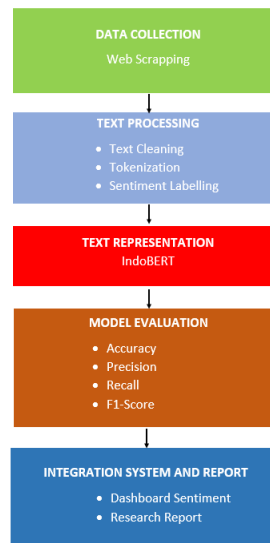 DATA COLLECTION
Web Scrapping
TEXT PROCESSING
• Text Cleaning
• Tokenization
• Sentiment Labelling
TEXT REPRESENTATION
IndoBERT
MODEL EVALUATION
• Accuracy
• Precision
• Recall
• F1-Score
INTEGRATION SYSTEM AND REPORT
• Dashboard Sentiment
• Research Report